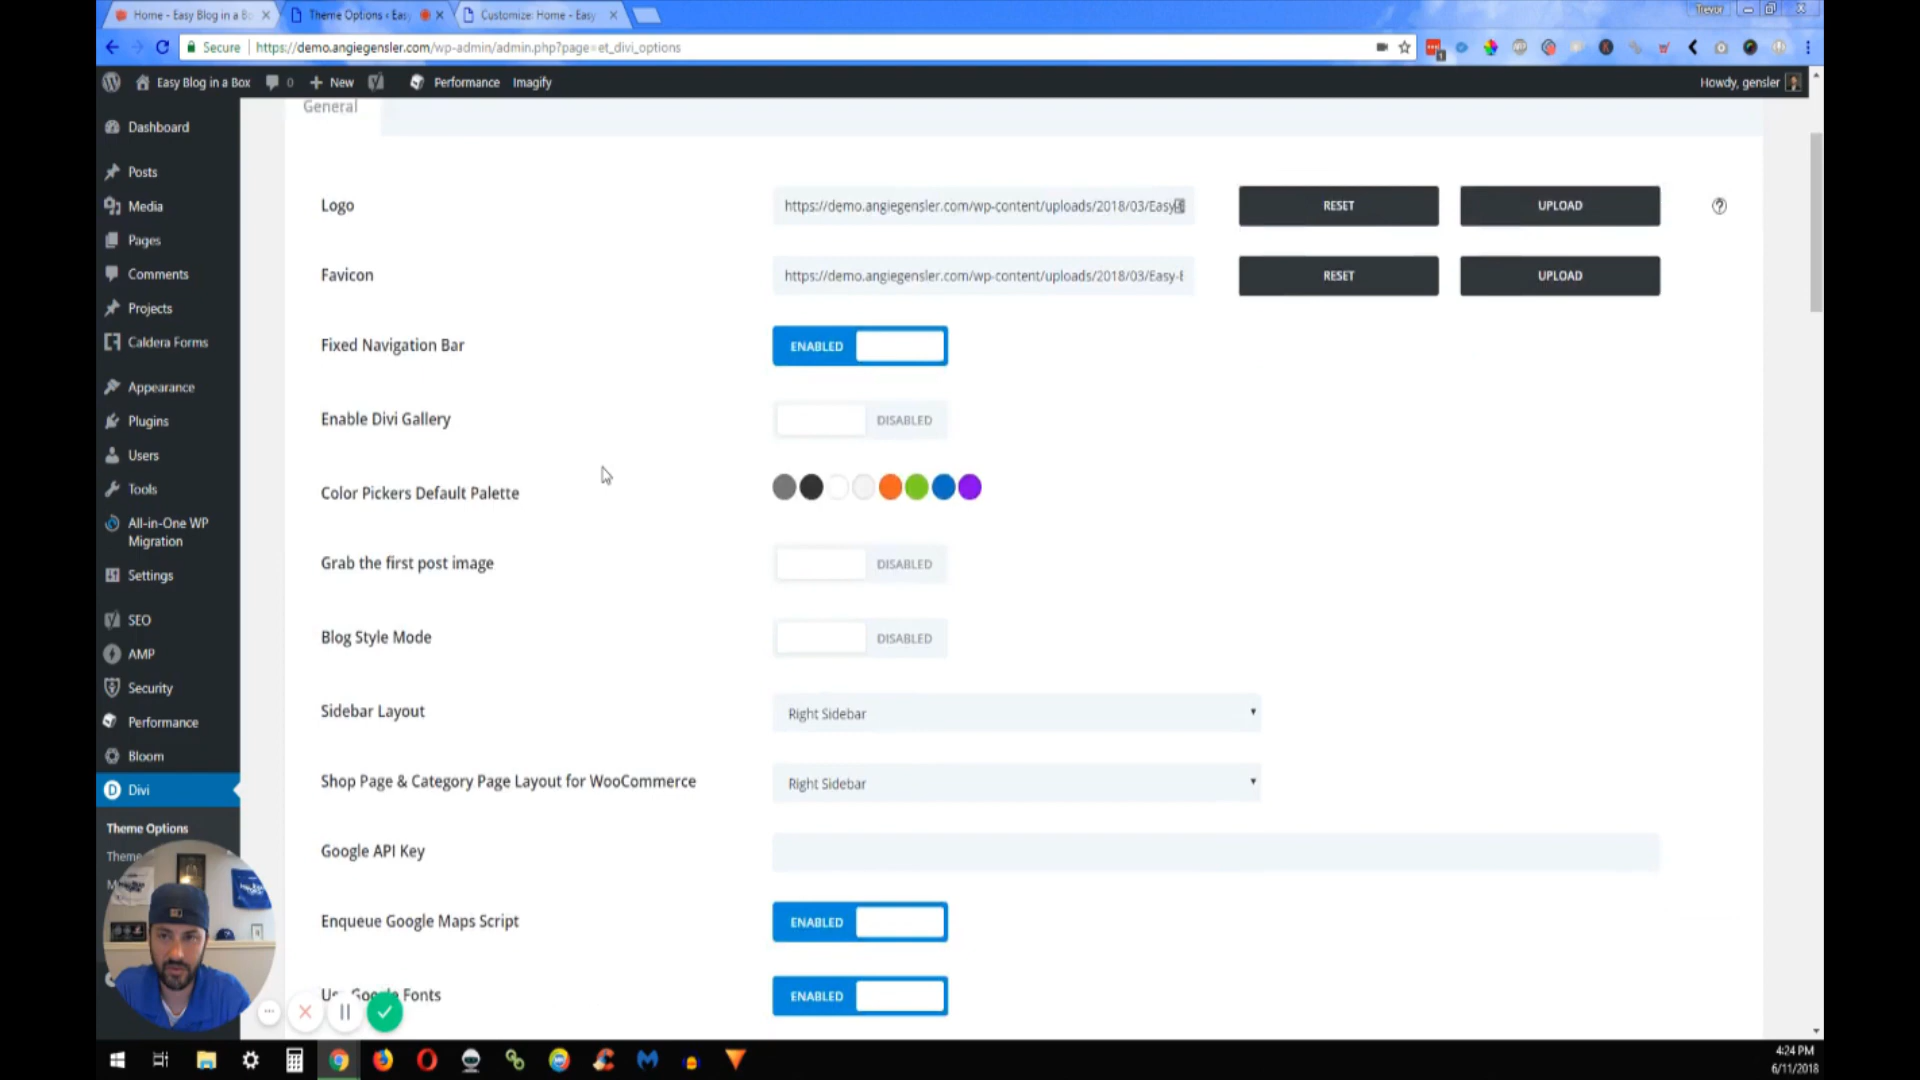 Home - Easy Blog in a Bo
Theme Options ‹ Eas
Customize: Home - Easy
Trevor
Secure
https://demo.angiegensler.com/wp-admin/admin.php?page=et_divi_options
Easy Blog in a Box
0
New
Performance
Imagify
Howdy, gensler
General
Dashboard
Posts
Media
Pages
Comments
Projects
Caldera Forms
Appearance
Plugins
Users
Tools
All-in-One WP
Migration
Settings
SEO
AMP
Security
Performance
Bloom
Divi
Theme Options
Theme
Logo
https://demo.angiegensler.com/wp-content/uploads/2018/03/Easy-
RESET
UPLOAD
Favicon
https://demo.angiegensler.com/wp-content/uploads/2018/03/Easy-
RESET
UPLOAD
Fixed Navigation Bar
ENABLED
Enable Divi Gallery
DISABLED
Color Pickers Default Palette
Grab the first post image
DISABLED
Blog Style Mode
DISABLED
Sidebar Layout
Right Sidebar
Shop Page & Category Page Layout for WooCommerce
Right Sidebar
Google API Key
Enqueue Google Maps Script
ENABLED
Google Fonts
ENABLED
4:24 PM
6/11/2018